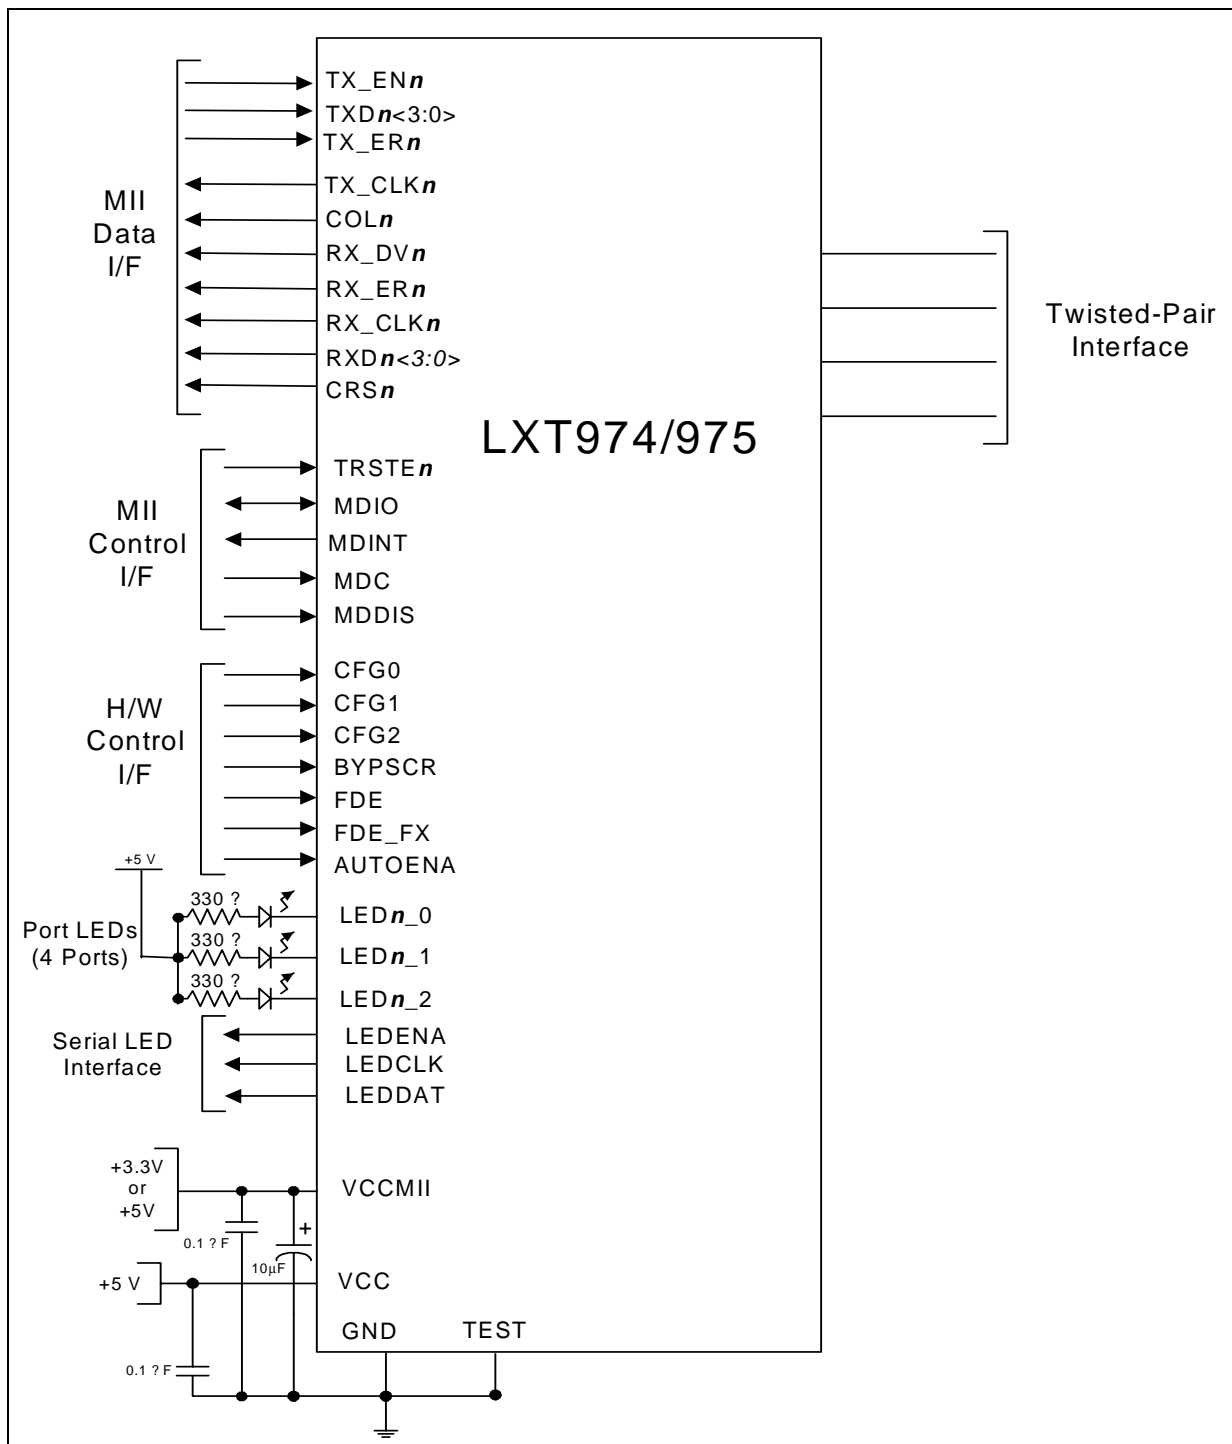 TX_ENn
TXDn<3:0>
TX_ERn
TX_CLKn
COLn
RX_DVn
RX_ERn
RX_CLKn
RXDn<3:0>
CRSn
MII
Data
I/F
LXT974/975
Twisted-Pair
Interface
TRSTEn
MDIO
MDINT
MDC
MDDIS
MII
Control
I/F
CFG0
CFG1
CFG2
BYPSCR
FDE
FDE_FX
AUTOENA
H/W
Control
I/F
+5 V
330 ?
LEDn_0
330 ?
LEDn_1
330 ?
LEDn_2
Port LEDs
(4 Ports)
LEDENA
LEDCLK
LEDDAT
Serial LED
Interface
+3.3V
or
+5V
VCCMII
0.1 ? F
+
10µF
+5 V
VCC
GND
TEST
0.1 ? F